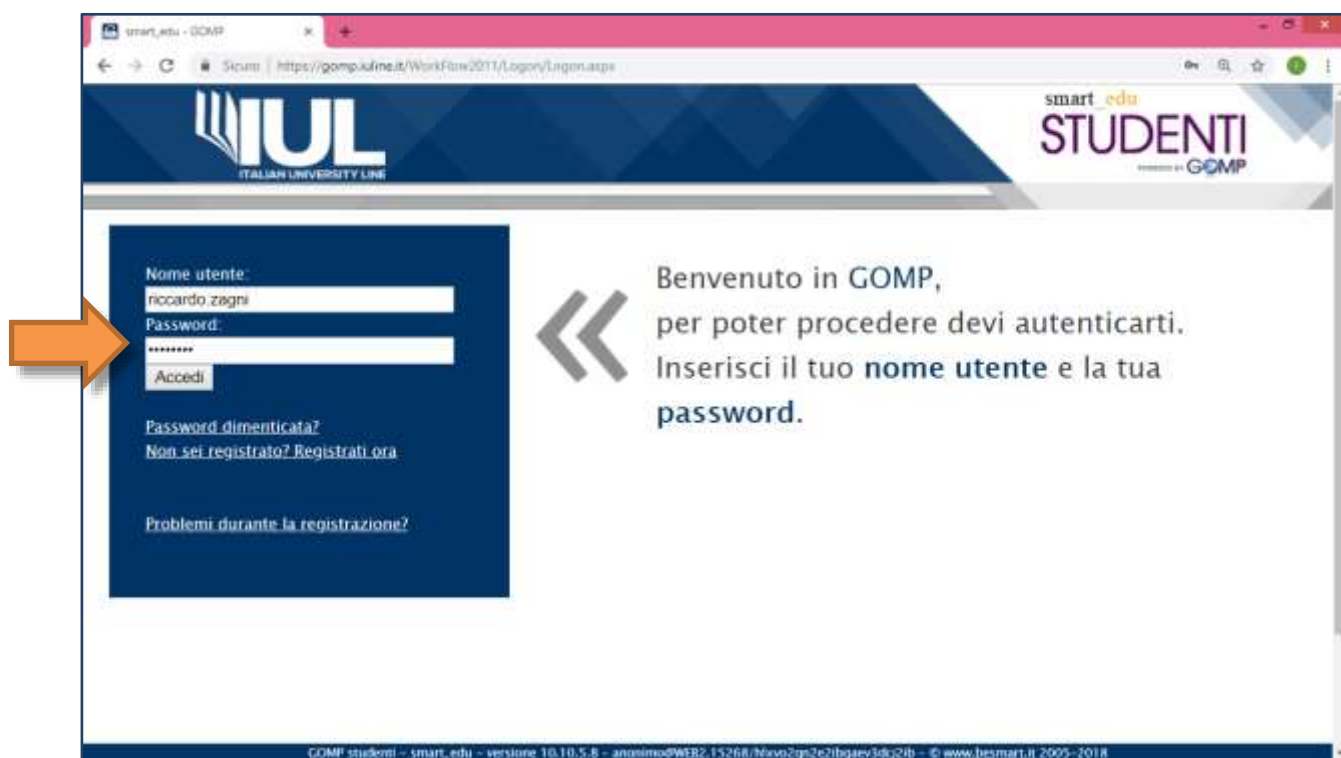 smart_edu - GOMP
Sicuro | https://gomp.iuline.it/WorkFlow2011/Logon/Logon.aspx
IUL
ITALIAN UNIVERSITY LINE
smart_edu
STUDENTI
POWERED BY GOMP
Nome utente:
riccardo.zagni
Password:
••••••••
Accedi
Password dimenticata?
Non sei registrato? Registrati ora
Problemi durante la registrazione?
Benvenuto in GOMP,
per poter procedere devi autenticarti.
Inserisci il tuo nome utente e la tua
password.
GOMP studenti - smart_edu - versione 10.10.5.8 - © www.besmart.it 2005-2018